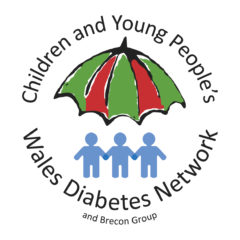 Children and Young People's
Wales Diabetes Network
and Brecon Group